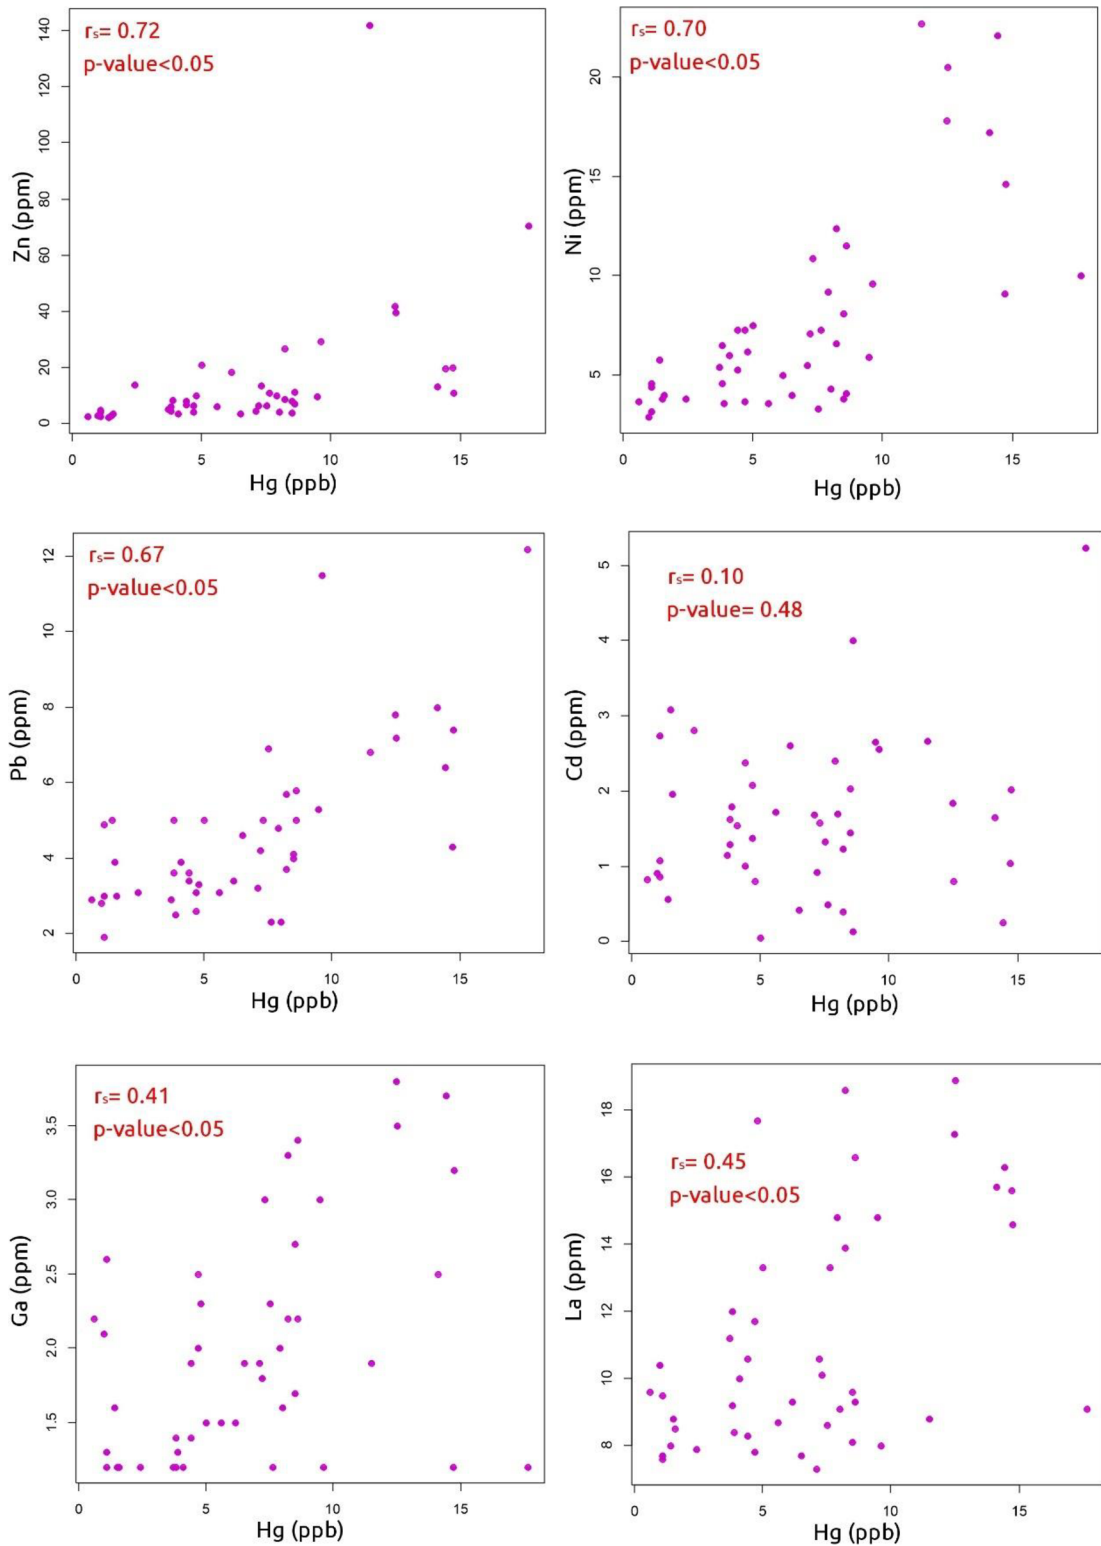 rs= 0.72
p-value<0.05
Zn (ppm)
0 20 40 60 80 100 120 140
0 5 10 15
Hg (ppb)
rs= 0.70
p-value<0.05
Ni (ppm)
5 10 15 20
0 5 10 15
Hg (ppb)
rs= 0.67
p-value<0.05
Pb (ppm)
2 4 6 8 10 12
0 5 10 15
Hg (ppb)
rs= 0.10
p-value= 0.48
Cd (ppm)
0 1 2 3 4 5
0 5 10 15
Hg (ppb)
rs= 0.41
p-value<0.05
Ga (ppm)
1.5 2.0 2.5 3.0 3.5
0 5 10 15
Hg (ppb)
rs= 0.45
p-value<0.05
La (ppm)
8 10 12 14 16 18
0 5 10 15
Hg (ppb)